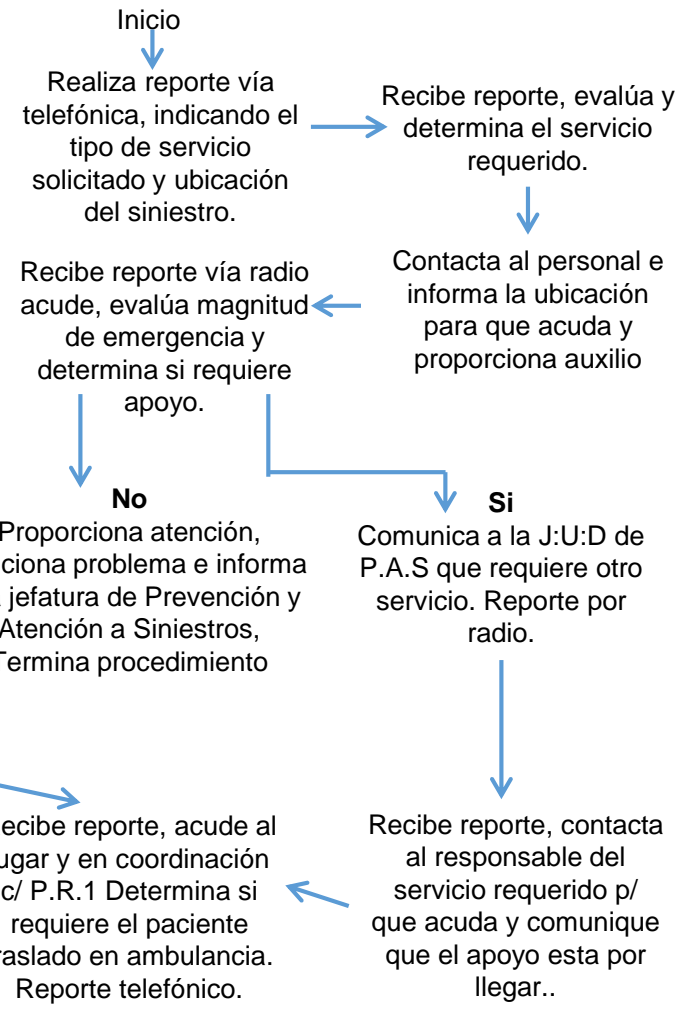 Inicio
Realiza reporte vía
telefónica, indicando el
tipo de servicio
solicitado y ubicación
del siniestro.
Recibe reporte, evalúa y
determina el servicio
requerido.
Contacta al personal e
informa la ubicación
para que acuda y
proporciona auxilio
Recibe reporte vía radio
acude, evalúa magnitud
de emergencia y
determina si requiere
apoyo.
No
Proporciona atención,
ciona problema e informa
jefatura de Prevención y
Atención a Siniestros,
Termina procedimiento
Si
Comunica a la J:U:D de
P.A.S que requiere otro
servicio. Reporte por
radio.
Recibe reporte, contacta
al responsable del
servicio requerido p/
que acuda y comunique
que el apoyo esta por
llegar..
ecibe reporte, acude al
ugar y en coordinación
c/ P.R.1 Determina si
requiere el paciente
raslado en ambulancia.
Reporte telefónico.